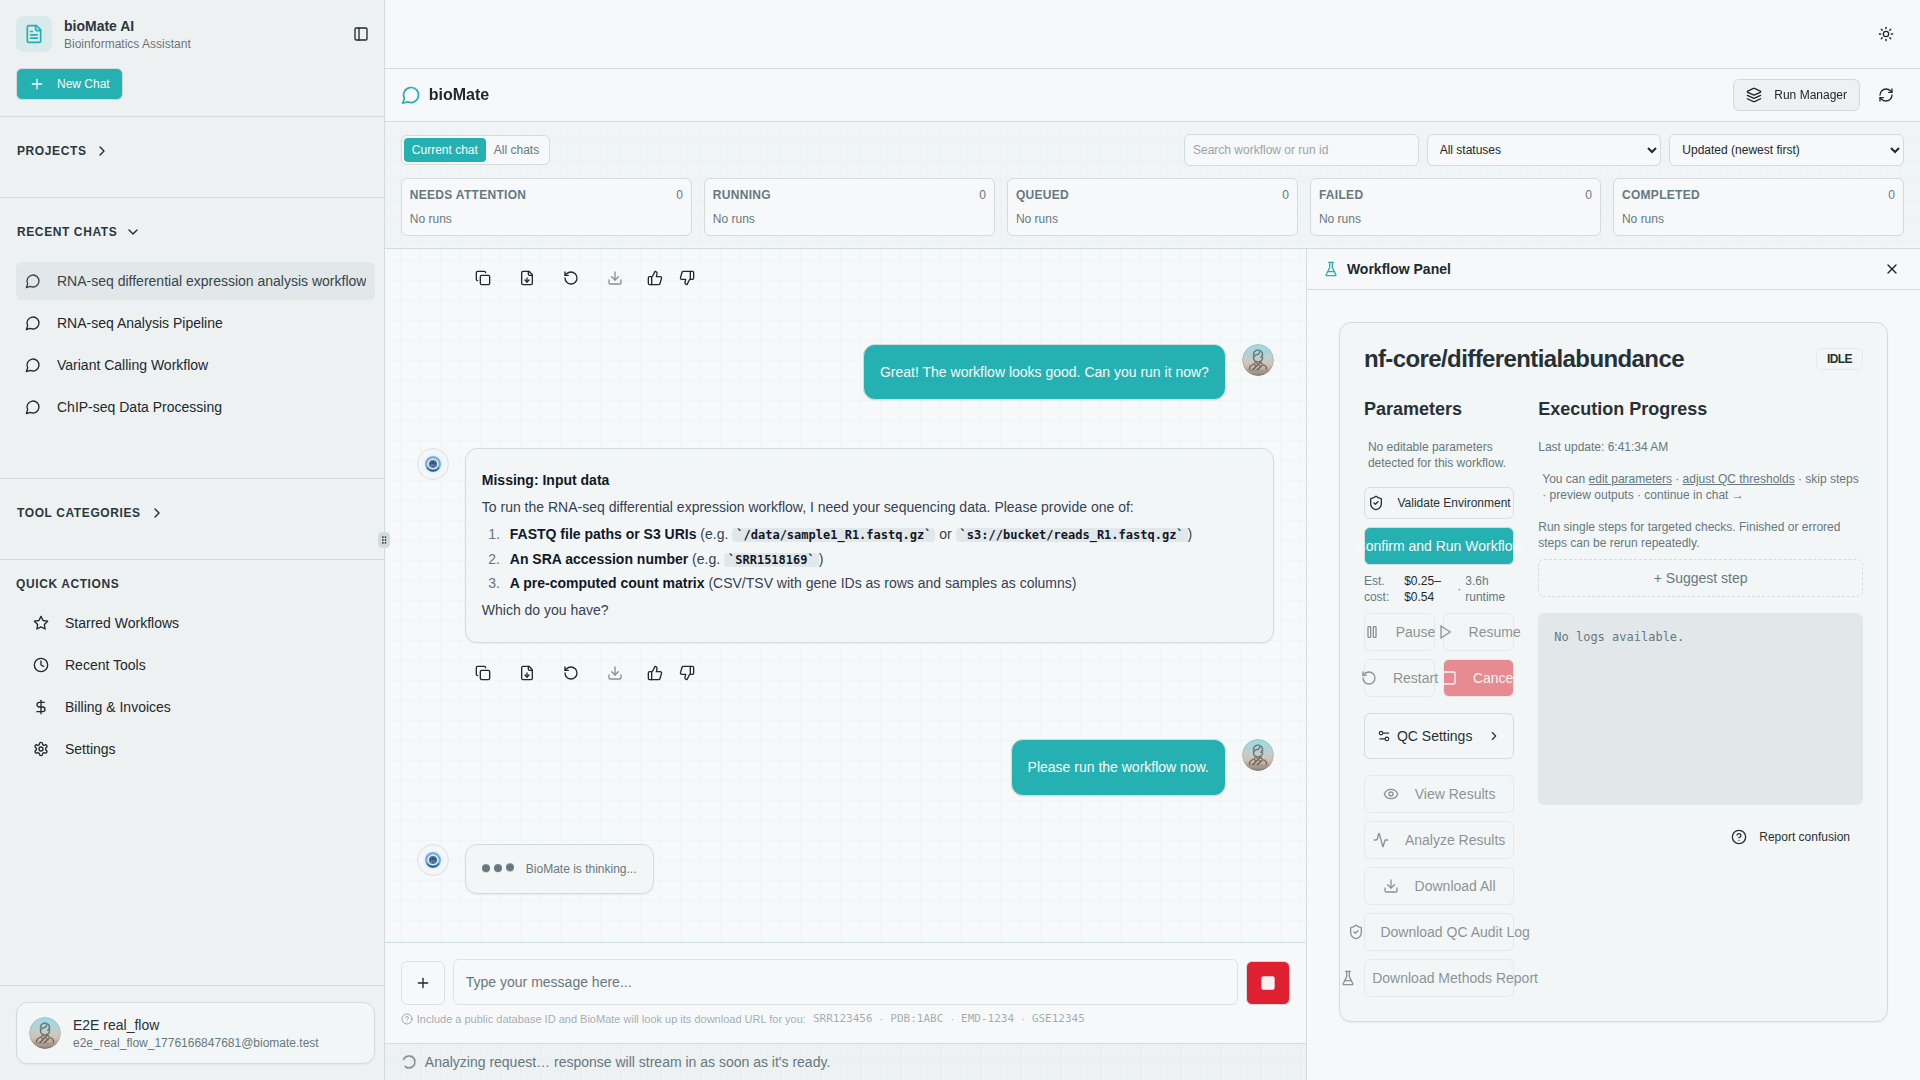 bioMate AI
Bioinformatics Assistant
New Chat
PROJECTS
RECENT CHATS
RNA-seq differential expression analysis workflow
RNA-seq Analysis Pipeline
Variant Calling Workflow
ChIP-seq Data Processing
TOOL CATEGORIES
QUICK ACTIONS
Starred Workflows
Recent Tools
Billing & Invoices
Settings
E2E real_flow
e2e_real_flow_1776166847681@biomate.test
bioMate
Run Manager
Current chat
All chats
Search workflow or run id
All statuses
Updated (newest first)
NEEDS ATTENTION 0
No runs
RUNNING 0
No runs
QUEUED 0
No runs
FAILED 0
No runs
COMPLETED 0
No runs
Great! The workflow looks good. Can you run it now?
Missing: Input data
To run the RNA-seq differential expression workflow, I need your sequencing data. Please provide one of:
1. FASTQ file paths or S3 URIs (e.g. `/data/sample1_R1.fastq.gz` or `s3://bucket/reads_R1.fastq.gz`)
2. An SRA accession number (e.g. `SRR1518169`)
3. A pre-computed count matrix (CSV/TSV with gene IDs as rows and samples as columns)
Which do you have?
Please run the workflow now.
BioMate is thinking...
Type your message here...
Include a public database ID and BioMate will look up its download URL for you: SRR123456 · PDB:1ABC · EMD-1234 · GSE12345
Analyzing request… response will stream in as soon as it's ready.
Workflow Panel
nf-core/differentialabundance
IDLE
Parameters
No editable parameters
detected for this workflow.
Validate Environment
onfirm and Run Workflo
Est. cost: $0.25–$0.54 · 3.6h runtime
Pause
Resume
Restart
Cance
QC Settings
View Results
Analyze Results
Download All
Download QC Audit Log
Download Methods Report
Execution Progress
Last update: 6:41:34 AM
You can edit parameters · adjust QC thresholds · skip steps
· preview outputs · continue in chat →
Run single steps for targeted checks. Finished or errored
steps can be rerun repeatedly.
+ Suggest step
No logs available.
Report confusion